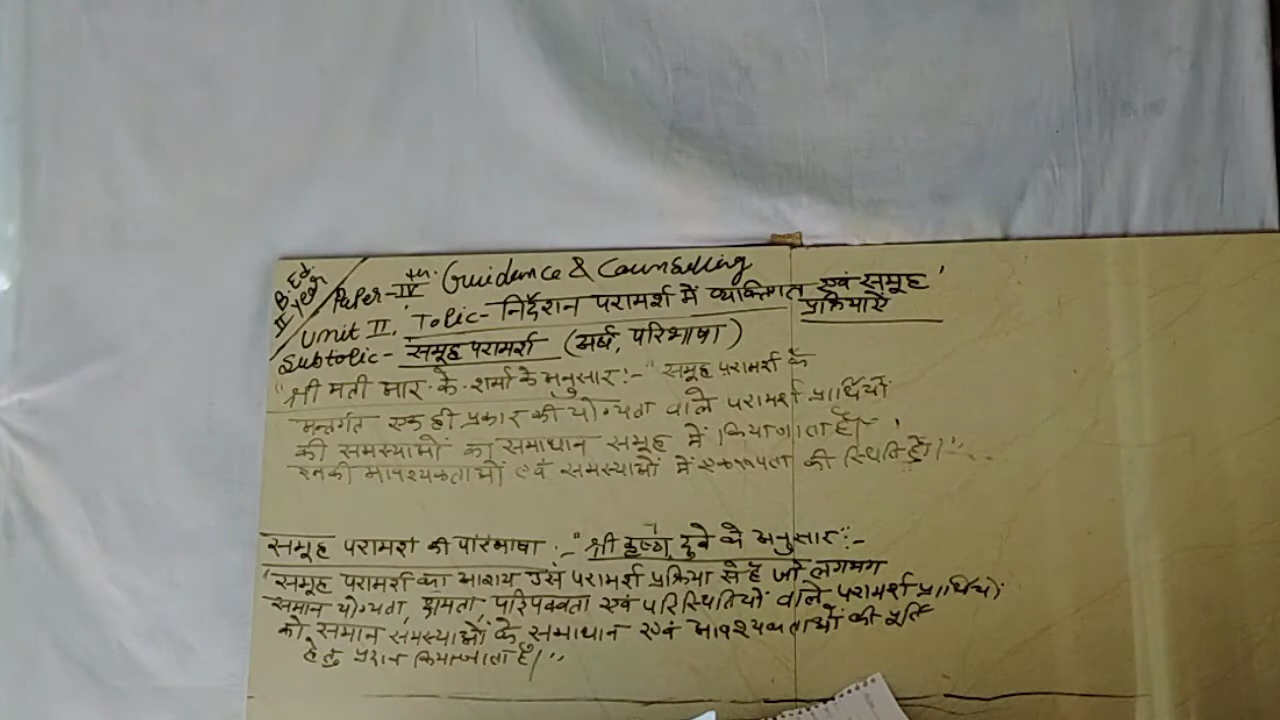 B.Ed. II Year
Paper-IVth. Guidance & Counselling
Unit II. Topic- निर्देशन परामर्श में व्यक्तिगत एवं समूह'
प्रक्रियाऐं
Subtopic- समूह परामर्श (अर्थ, परिभाषा)
"श्री मती आर. के. शर्मा के अनुसार:- "समूह परामर्श के
अन्तर्गत एक ही प्रकार की योग्यता वाले परामर्श प्रार्थियों
की समस्याओं का समाधान समूह में किया जाता है।
इनकी आवश्यकताओं एवं समस्याओं में एकरूपता की स्थिति है।"
समूह परामर्श की परिभाषा:- "श्री कृष्ण दुबे के अनुसार":-
"समूह परामर्श का आशय उस परामर्श प्रक्रिया से है जो लगभग
समान योग्यता, क्षमता, परिपक्वता एवं परिस्थितियों वाले परामर्श प्रार्थियों
को समान समस्याओं के समाधान एवं आवश्यकताओं की पूर्ति
हेतु प्रदान किया जाता है।"